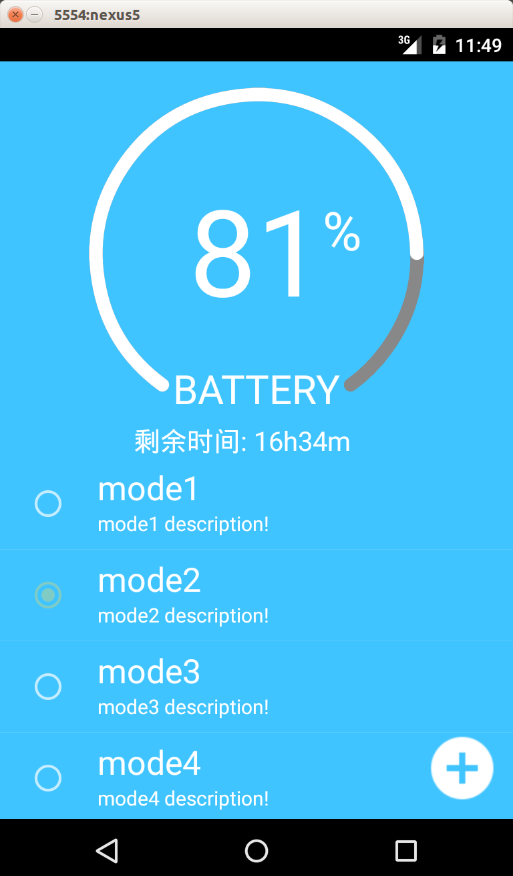 5554:nexus5
3G 11:49
81%
BATTERY
剩余时间: 16h34m
mode1
mode1 description!
mode2
mode2 description!
mode3
mode3 description!
mode4
mode4 description!